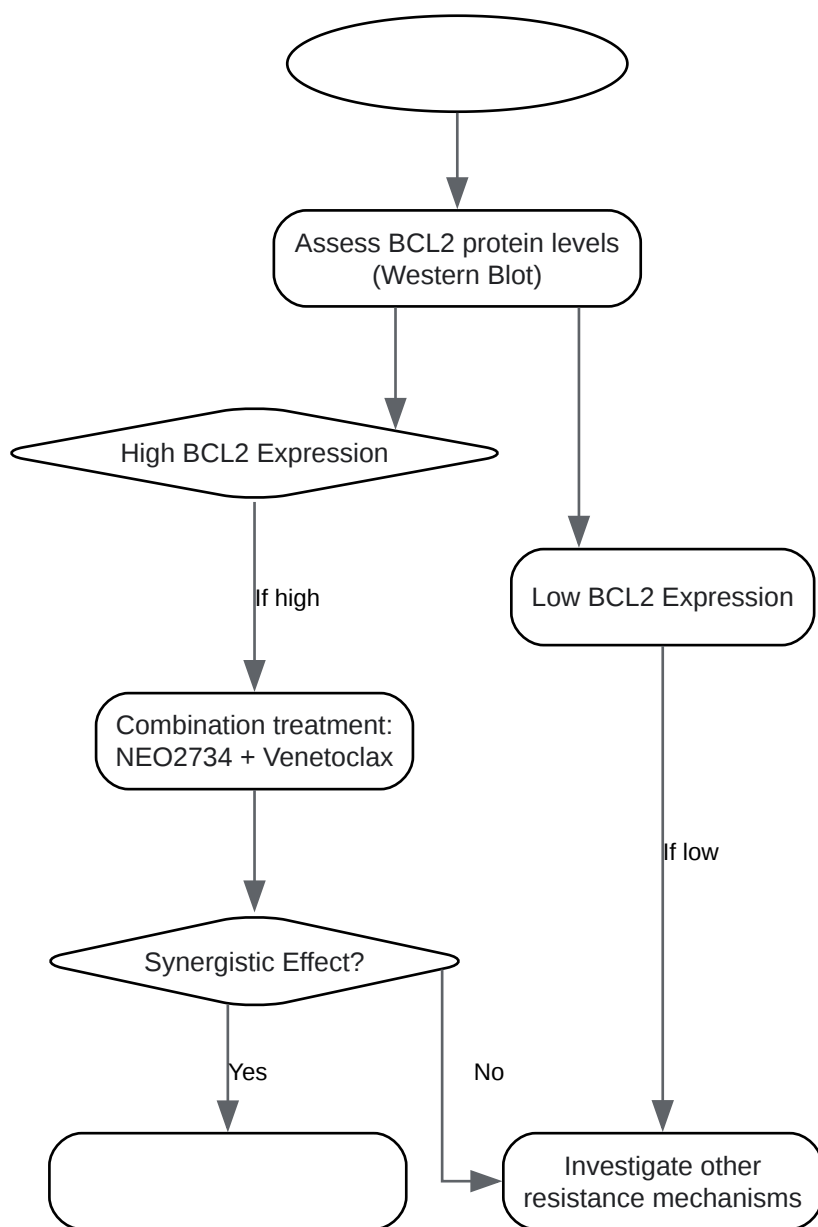 Assess BCL2 protein levels
(Western Blot)
High BCL2 Expression
If high
Low BCL2 Expression
Combination treatment:
NEO2734 + Venetoclax
If low
Synergistic Effect?
Yes
No
Investigate other
resistance mechanisms